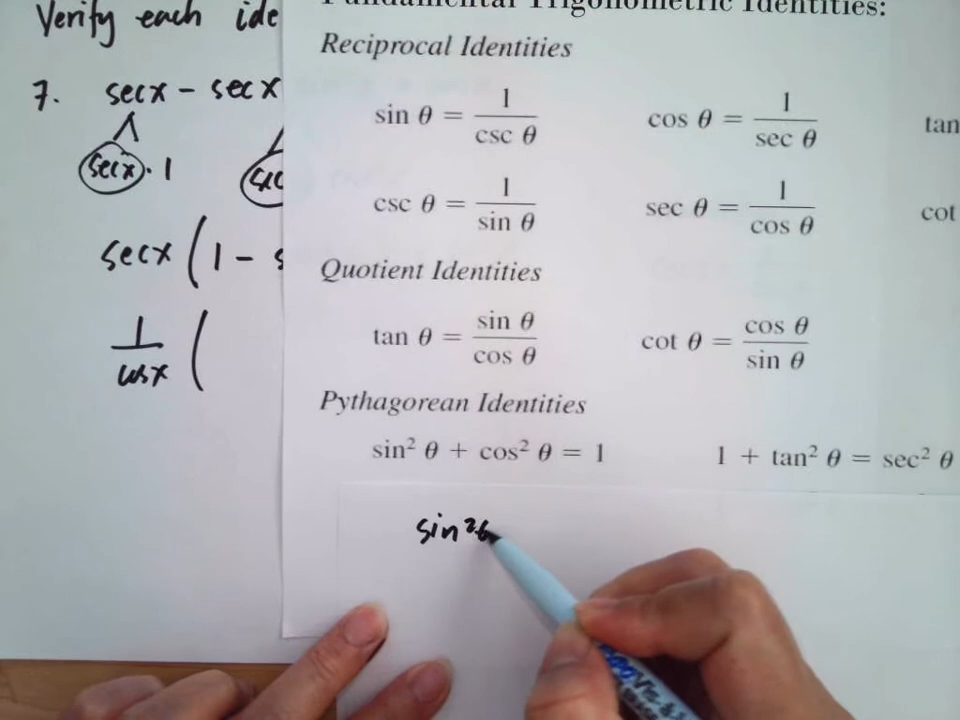 Verify each ide
7. secx - secx
secx · 1
secx ( 1 -
1/cosx (
Fundamental Trigonometric Identities:
Reciprocal Identities
sin θ = 1/csc θ cos θ = 1/sec θ tan
csc θ = 1/sin θ sec θ = 1/cos θ cot
Quotient Identities
tan θ = sin θ/cos θ cot θ = cos θ/sin θ
Pythagorean Identities
sin² θ + cos² θ = 1 1 + tan² θ = sec² θ
sin²θ